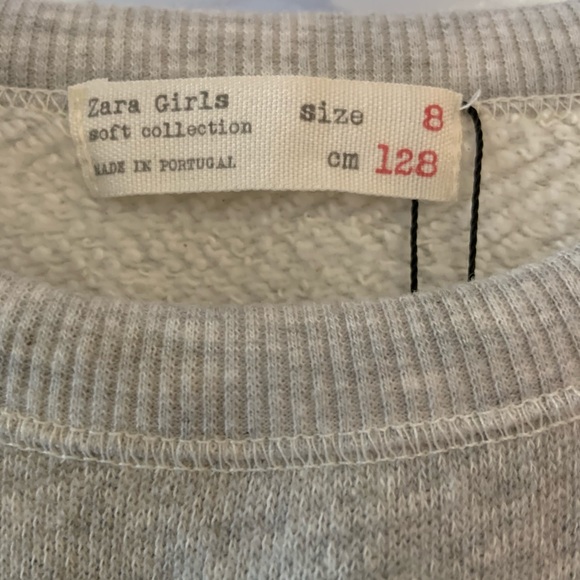 Zara Girls
soft collection
MADE IN PORTUGAL
size 8
cm 128